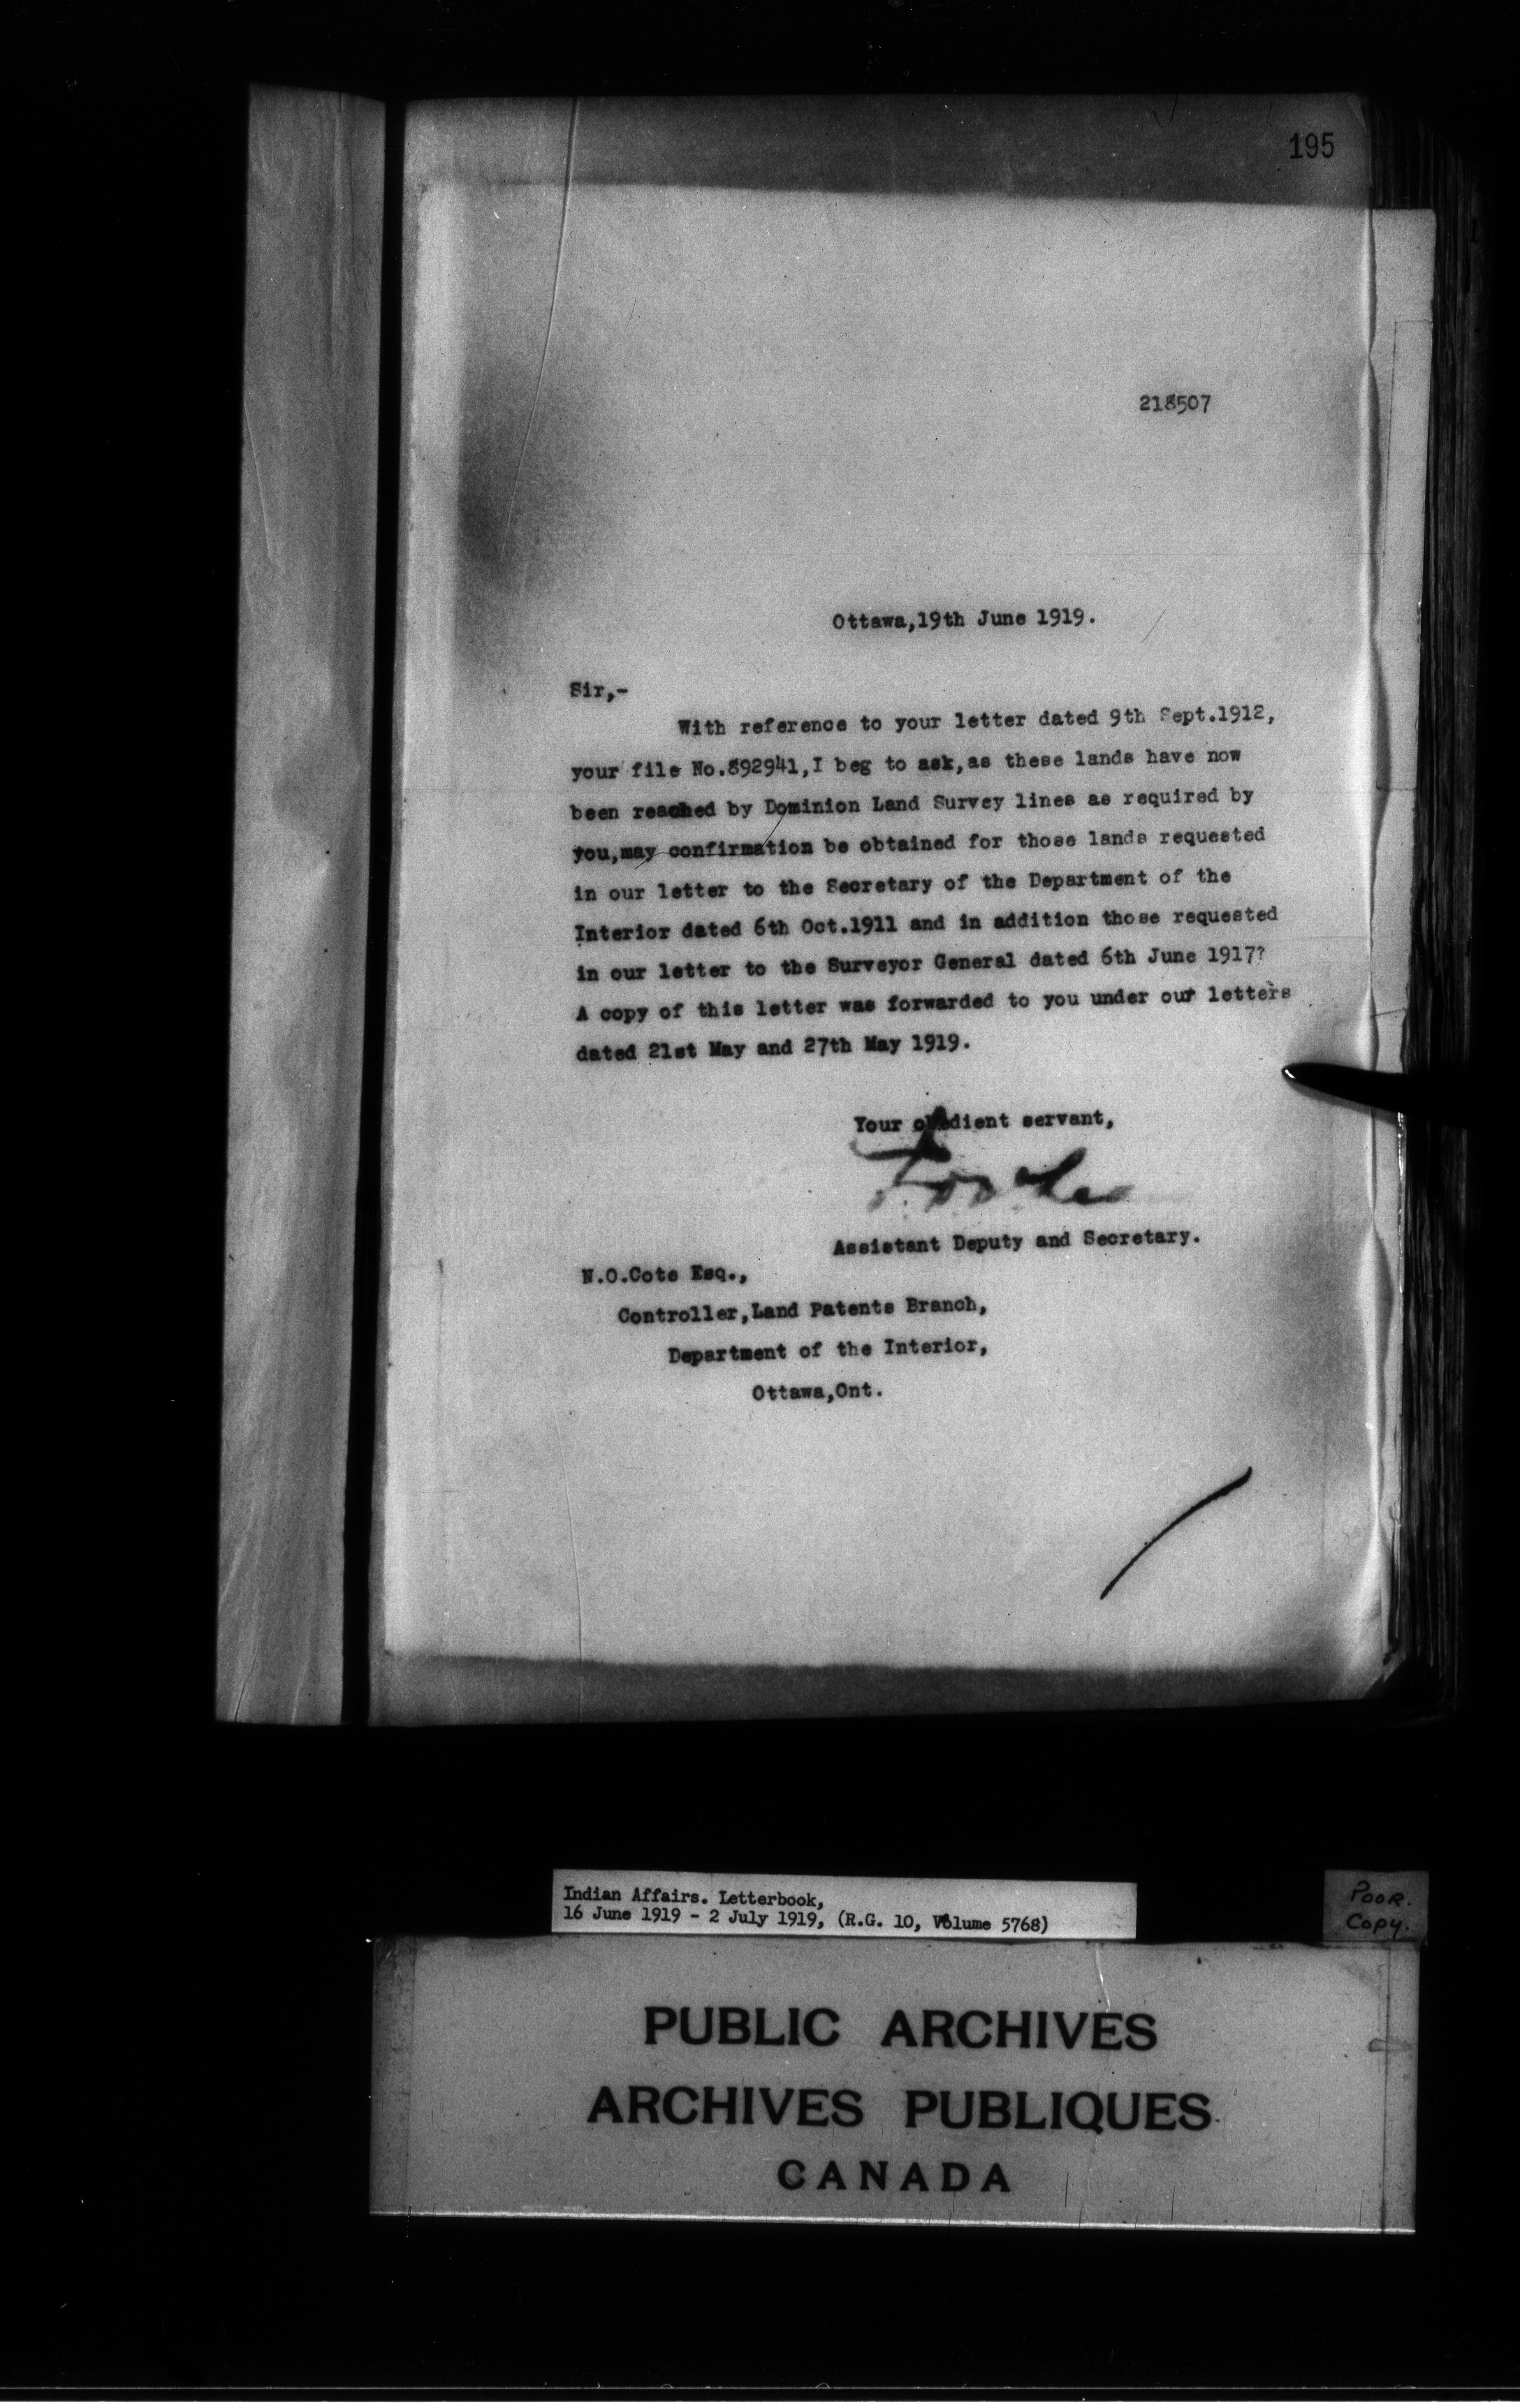 195
218507
Ottawa,19th June 1919.
Sir,-
With reference to your letter dated 9th Sept.1912,
your file No.892941,I beg to ask,as these lands have now
been reached by Dominion Land Survey lines as required by
you,may confirmation be obtained for those lands requested
in our letter to the Secretary of the Department of the
Interior dated 6th Oct.1911 and in addition those requested
in our letter to the Surveyor General dated 6th June 1917?
A copy of this letter was forwarded to you under our letters
dated 21st May and 27th May 1919.
Your obedient servant,
Assistant Deputy and Secretary.
N.O.Cote Esq.,
Controller,Land Patents Branch,
Department of the Interior,
Ottawa,Ont.
Indian Affairs. Letterbook,
16 June 1919 - 2 July 1919, (R.G. 10, Volume 5768)
POOR.
Copy.
PUBLIC ARCHIVES
ARCHIVES PUBLIQUES
CANADA